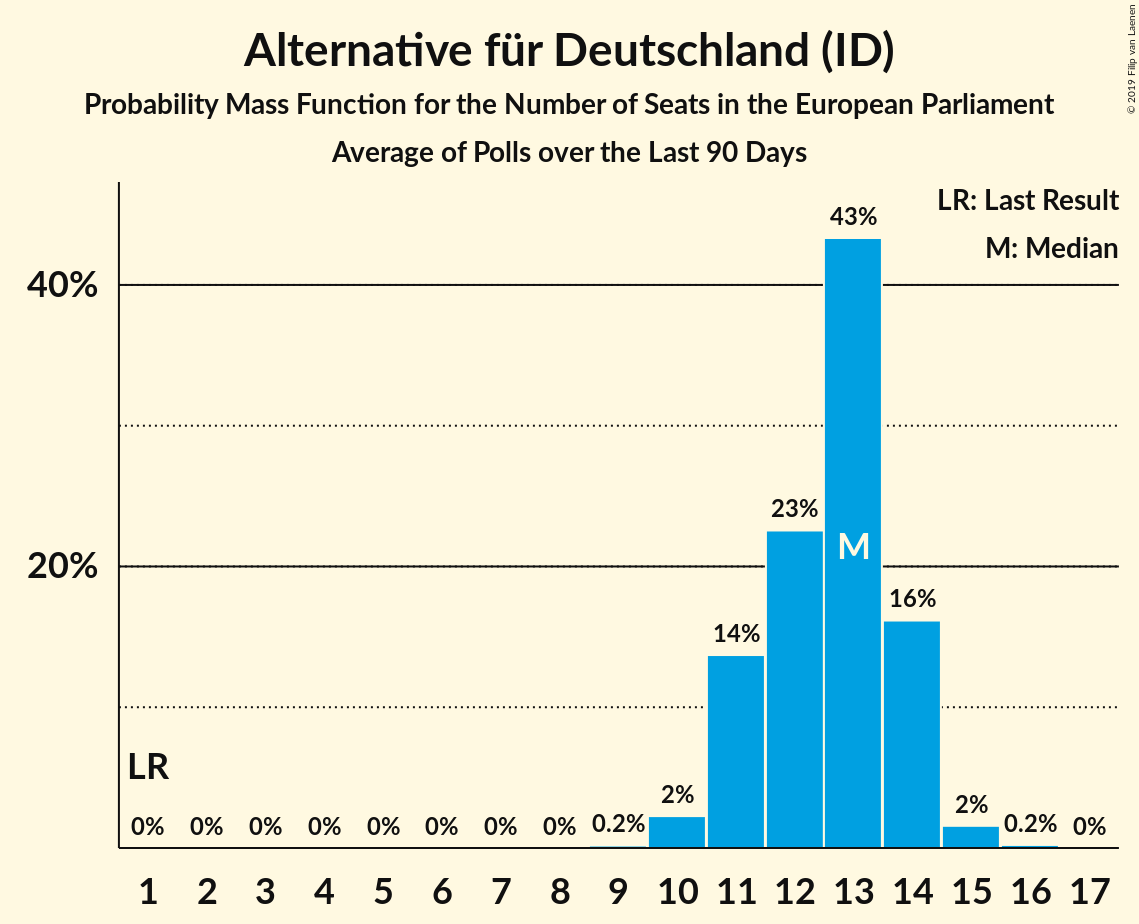 Alternative für Deutschland (ID)
Probability Mass Function for the Number of Seats in the European Parliament
Average of Polls over the Last 90 Days
© 2019 Filip van Laenen
LR: Last Result
M: Median
43%
40%
23%
M
20%
16%
14%
LR
2%
2%
0% 0% 0% 0% 0% 0% 0% 0% 0.2% 0.2% 0%
1 2 3 4 5 6 7 8 9 10 11 12 13 14 15 16 17